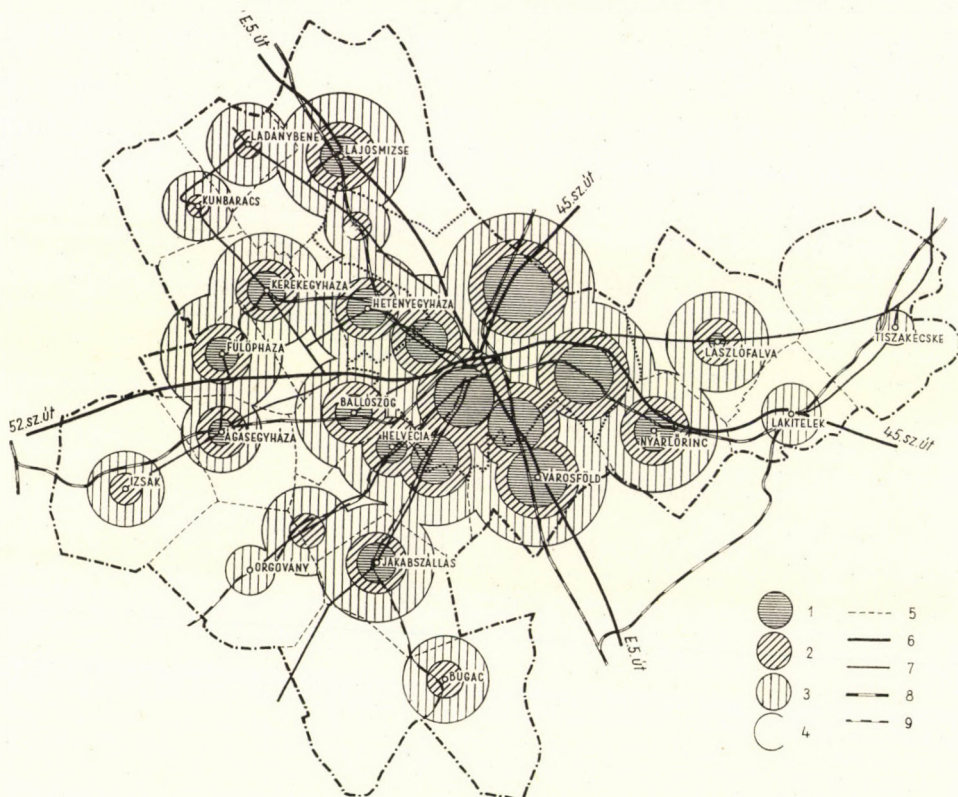 E.5.út
LADÁNYBENE
LAJOSMIZSE
KUNBARACS
45.sz.út
KEREKEGYHÁZA
HETÉNYEGYHÁZA
TISZAKÉCSKE
FÜLÖPHÁZA
LÁSZLÓFALVA
BALLÓSZÖG
52.sz.út
LAKITELEK
ÁGASEGYHÁZA
HELVÉCIA
NYÁRLŐRINC
45.sz.út
VÁROSFÖLD
IZSÁK
ORGOVÁNY
JAKABSZÁLLÁS
E.5.út
BUGAC
1 5
2 6
3 7
8
4 9